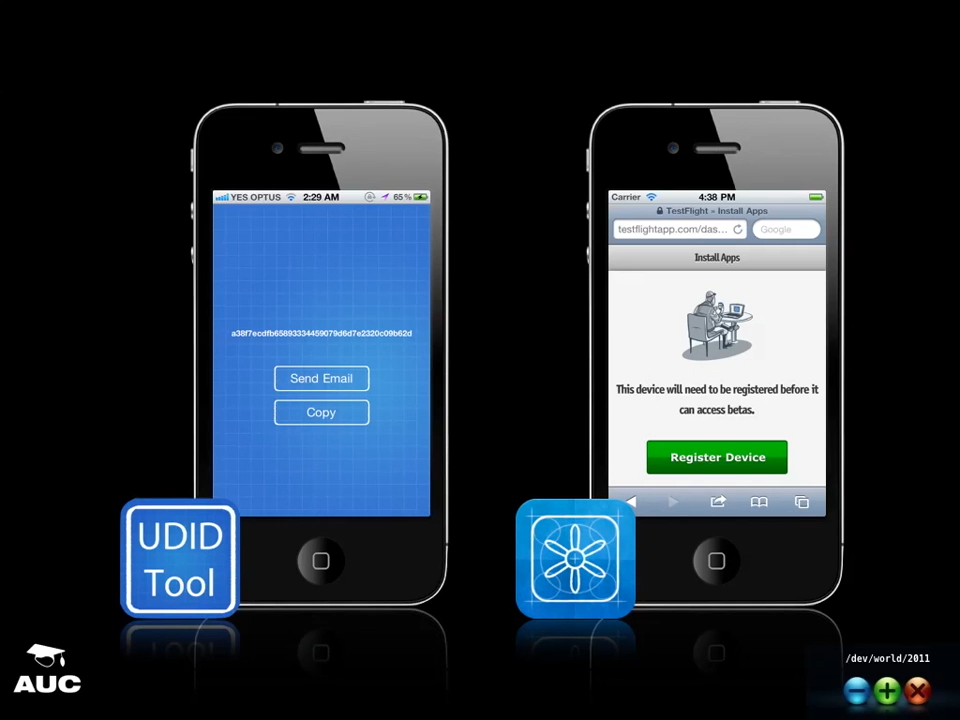 YES OPTUS 2:29 AM 65%
a38f7ecdfb65893334459079d6d7e2320c09b62d
Send Email
Copy
UDID
Tool
Carrier 4:38 PM
TestFlight - Install Apps
testflightapp.com/das... Google
Install Apps
This device will need to be registered before it
can access betas.
Register Device
AUC
/dev/world/2011